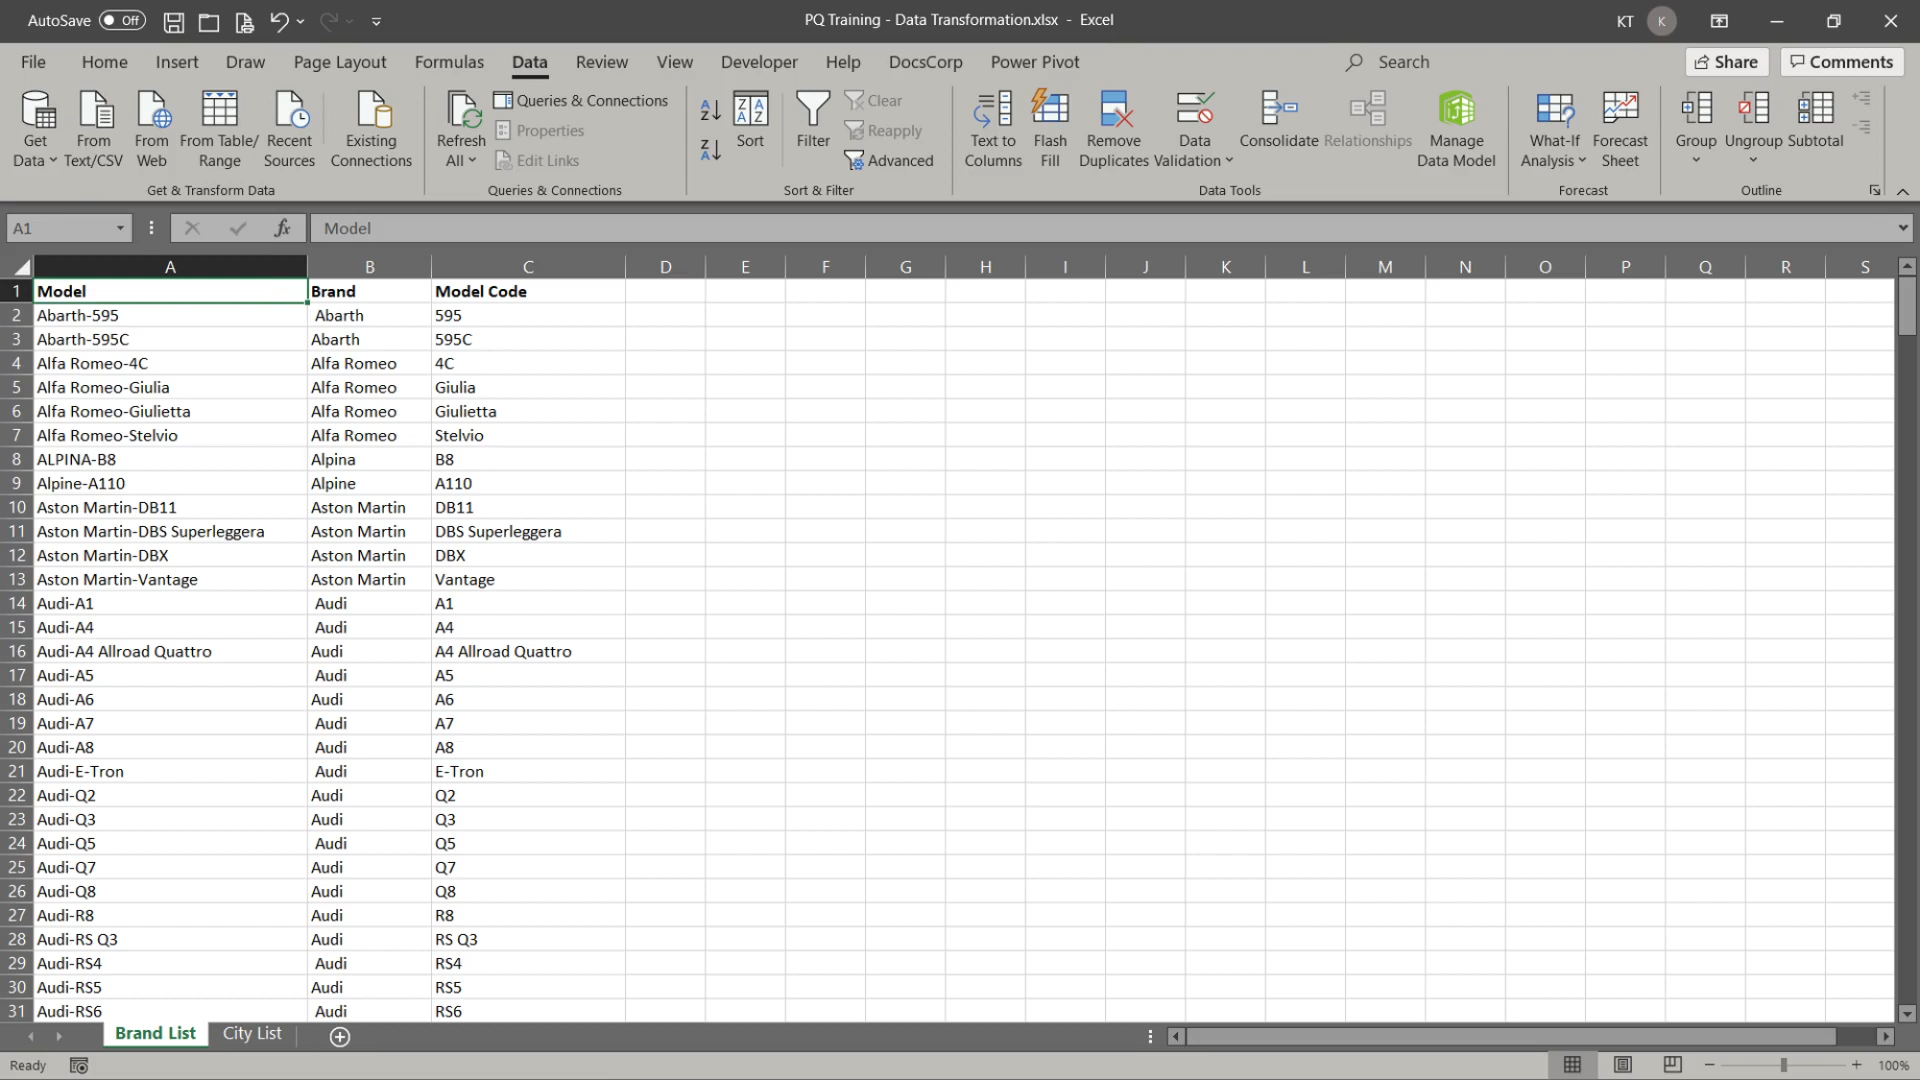 AutoSave Off PQ Training - Data Transformation.xlsx - Excel KT K
File Home Insert Draw Page Layout Formulas Data Review View Developer Help DocsCorp Power Pivot Search Share Comments
Get Data From Text/CSV From Web From Table/ Range Recent Sources Existing Connections
Get & Transform Data
Refresh All Queries & Connections Properties Edit Links
Queries & Connections
Sort Filter Clear Reapply Advanced
Sort & Filter
Text to Columns Flash Fill Remove Duplicates Data Validation Consolidate Relationships Manage Data Model
Data Tools
What-If Analysis Forecast Sheet
Forecast
Group Ungroup Subtotal
Outline
A1 fx Model
A B C D E F G H I J K L M N O P Q R S
1 Model Brand Model Code
2 Abarth-595 Abarth 595
3 Abarth-595C Abarth 595C
4 Alfa Romeo-4C Alfa Romeo 4C
5 Alfa Romeo-Giulia Alfa Romeo Giulia
6 Alfa Romeo-Giulietta Alfa Romeo Giulietta
7 Alfa Romeo-Stelvio Alfa Romeo Stelvio
8 ALPINA-B8 Alpina B8
9 Alpine-A110 Alpine A110
10 Aston Martin-DB11 Aston Martin DB11
11 Aston Martin-DBS Superleggera Aston Martin DBS Superleggera
12 Aston Martin-DBX Aston Martin DBX
13 Aston Martin-Vantage Aston Martin Vantage
14 Audi-A1 Audi A1
15 Audi-A4 Audi A4
16 Audi-A4 Allroad Quattro Audi A4 Allroad Quattro
17 Audi-A5 Audi A5
18 Audi-A6 Audi A6
19 Audi-A7 Audi A7
20 Audi-A8 Audi A8
21 Audi-E-Tron Audi E-Tron
22 Audi-Q2 Audi Q2
23 Audi-Q3 Audi Q3
24 Audi-Q5 Audi Q5
25 Audi-Q7 Audi Q7
26 Audi-Q8 Audi Q8
27 Audi-R8 Audi R8
28 Audi-RS Q3 Audi RS Q3
29 Audi-RS4 Audi RS4
30 Audi-RS5 Audi RS5
31 Audi-RS6 Audi RS6
Brand List City List
Ready 100%